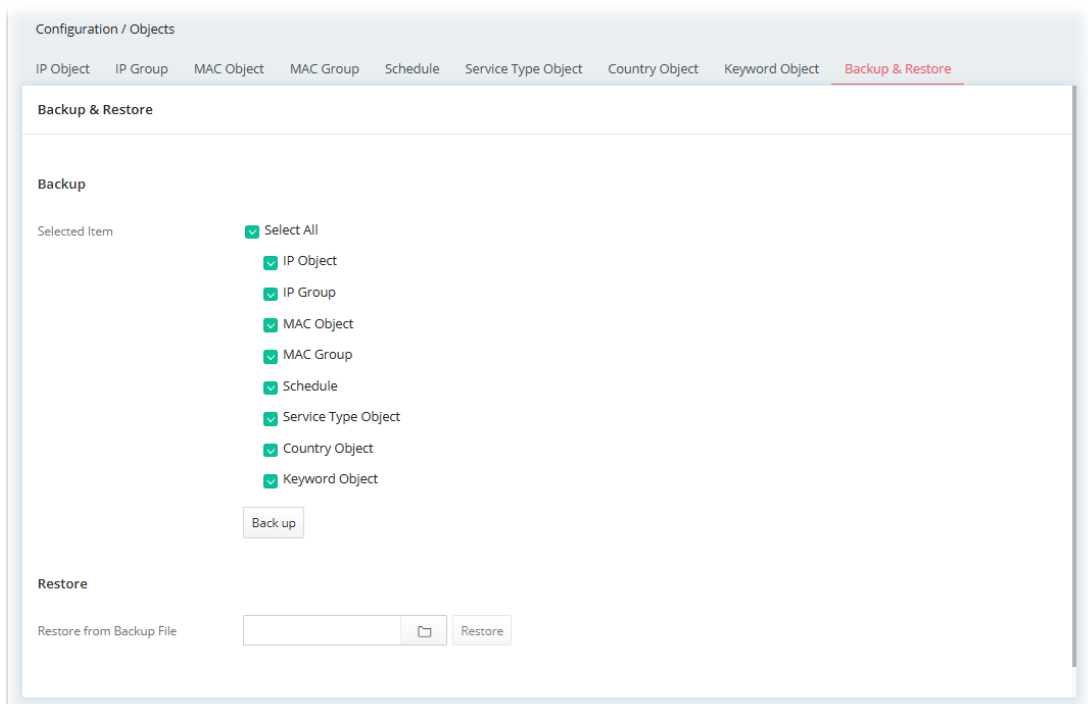 Configuration / Objects
IP Object IP Group MAC Object MAC Group Schedule Service Type Object Country Object Keyword Object Backup & Restore
Backup & Restore
Backup
Selected Item Select All
IP Object
IP Group
MAC Object
MAC Group
Schedule
Service Type Object
Country Object
Keyword Object
Back up
Restore
Restore from Backup File Restore